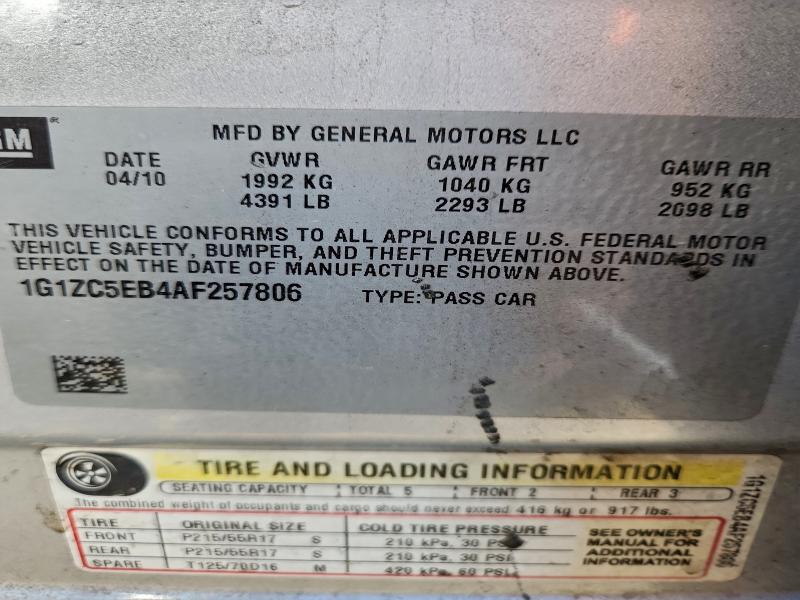 GM
MFD BY GENERAL MOTORS LLC
DATE GVWR GAWR FRT GAWR RR
04/10 1992 KG 1040 KG 952 KG
4391 LB 2293 LB 2098 LB
THIS VEHICLE CONFORMS TO ALL APPLICABLE U.S. FEDERAL MOTOR
VEHICLE SAFETY, BUMPER, AND THEFT PREVENTION STANDARDS IN
EFFECT ON THE DATE OF MANUFACTURE SHOWN ABOVE.
1G1ZC5EB4AF257806 TYPE: PASS CAR
TIRE AND LOADING INFORMATION
SEATING CAPACITY TOTAL 5 FRONT 2 REAR 3
The combined weight of occupants and cargo should never exceed 416 kg or 917 lbs.
TIRE ORIGINAL SIZE COLD TIRE PRESSURE
FRONT P215/55R17 S 210 kPa, 30 PSI
REAR P215/55R17 S 210 kPa, 30 PSI
SPARE T125/70D16 M 420 kPa, 60 PSI
SEE OWNER'S
MANUAL FOR
ADDITIONAL
INFORMATION
1G1ZC5EB4AF257806